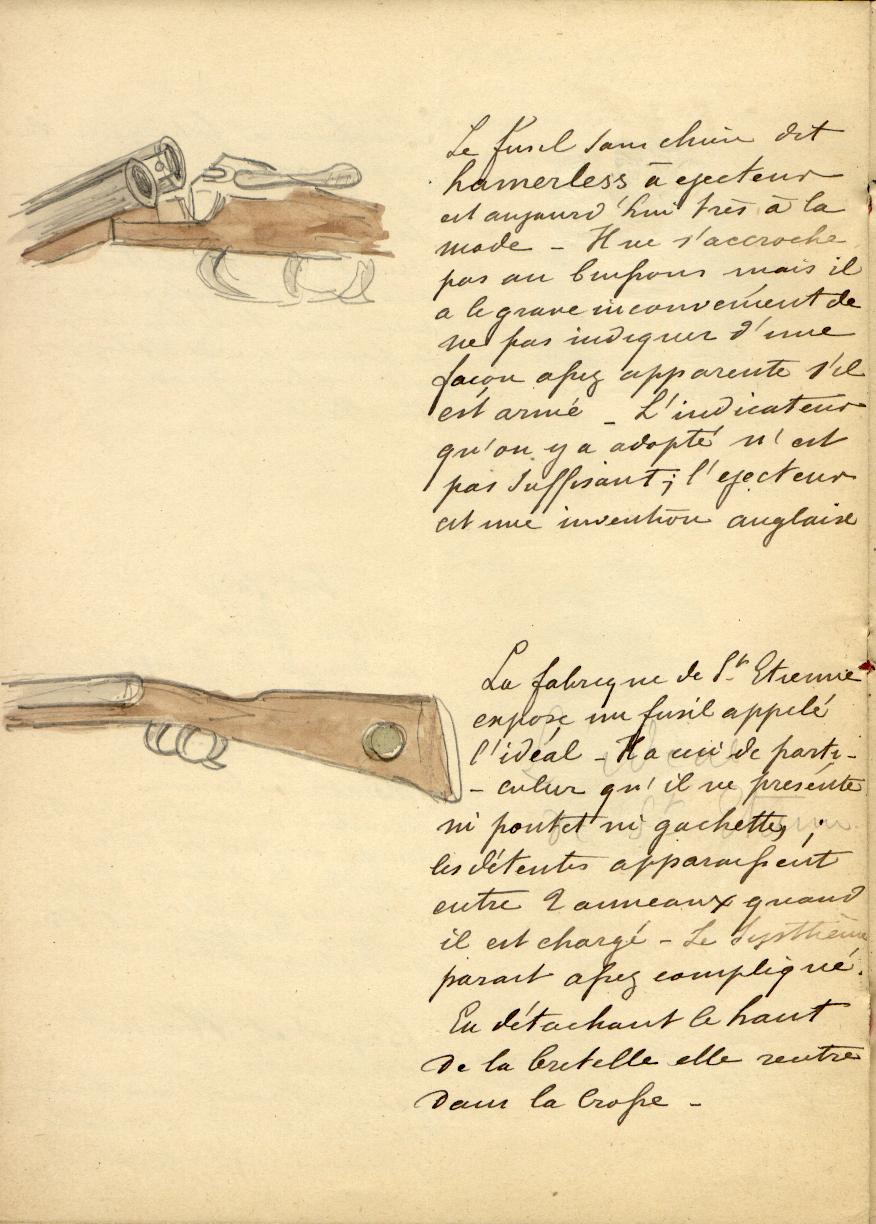 Le fusil sans chien dit
hamerless à ejecteur
est aujourd'hui très à la
mode - Il ne s'accroche
pas au buissons mais il
a le grave inconvenient de
ne pas indiquer d'une
façon assez apparente s'il
est armé - L'indicateur
qu'on y a adopté n'est
pas suffisant; l'ejecteur
est une invention anglaise
La fabrique de St Etienne
expose un fusil appelé
l'idéal - Il a ceci de parti-
-culier qu'il ne présente
ni pontet ni gachettes;
les détentes apparaissent
entre 2 anneaux quand
il est chargé - Le systhème
parait assez compliqué.
En détachant le haut
de la bretelle elle rentre
dans la crosse -